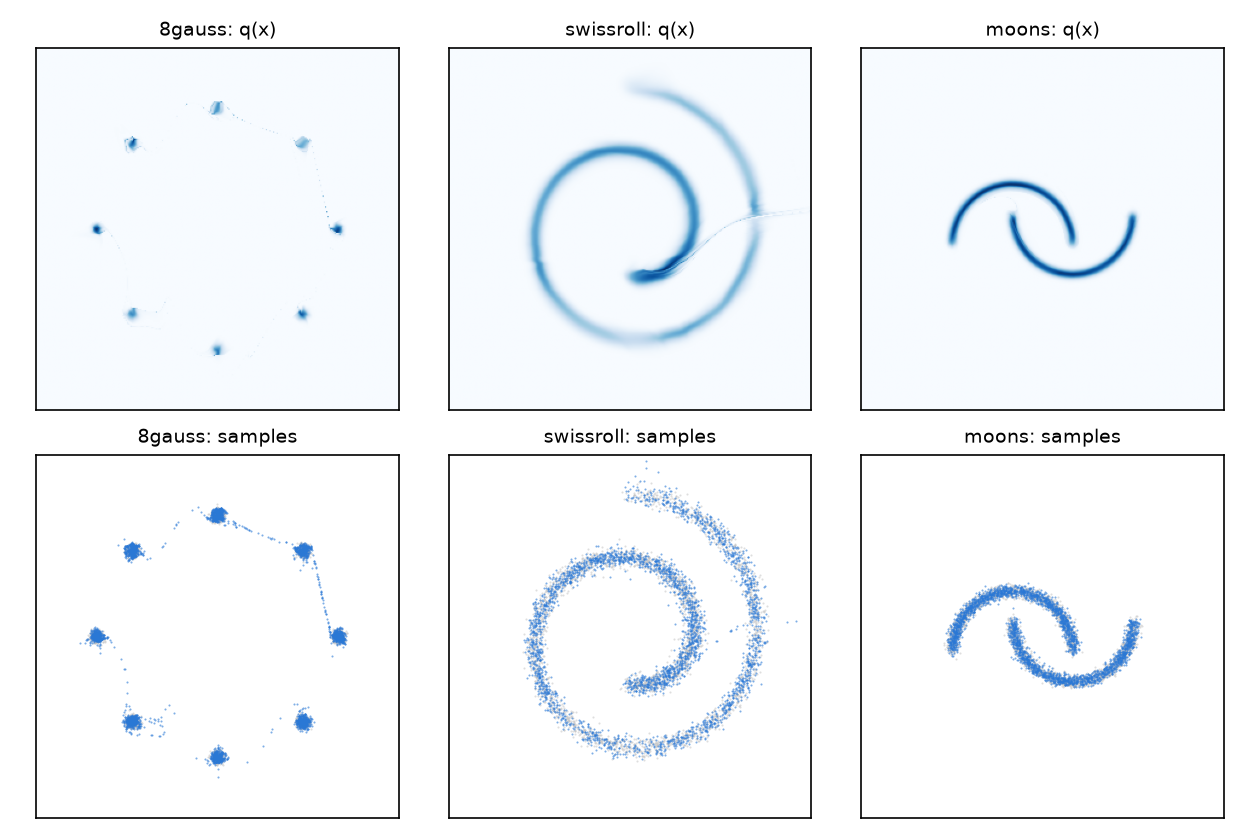 8gauss: q(x)
swissroll: q(x)
moons: q(x)
8gauss: samples
swissroll: samples
moons: samples